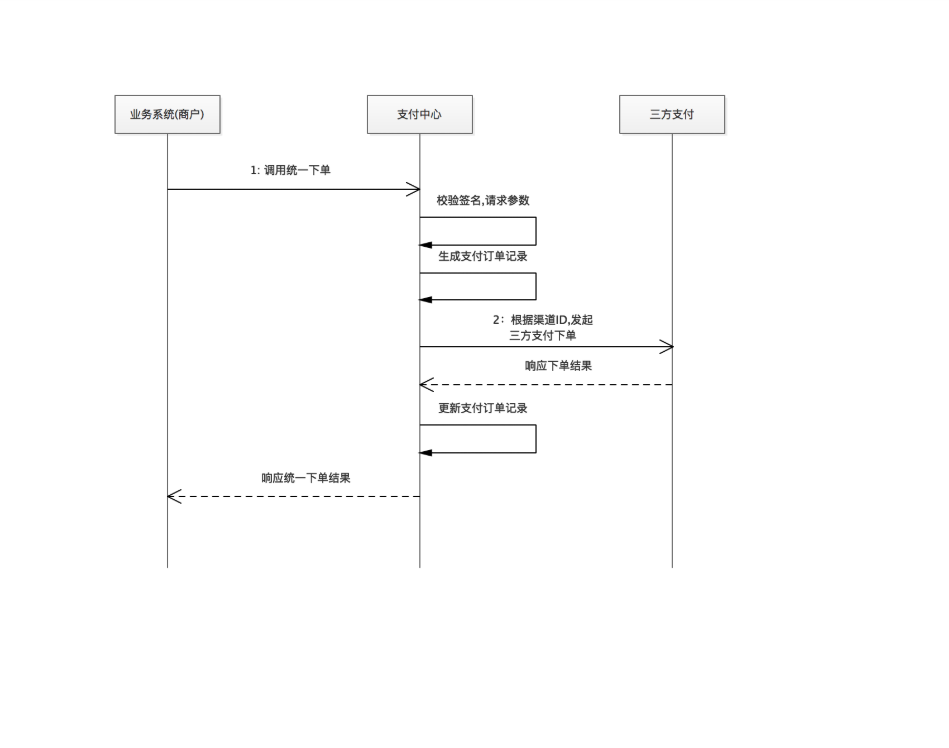 业务系统(商户)
支付中心
三方支付
1: 调用统一下单
校验签名,请求参数
生成支付订单记录
2：根据渠道ID,发起
三方支付下单
响应下单结果
更新支付订单记录
响应统一下单结果